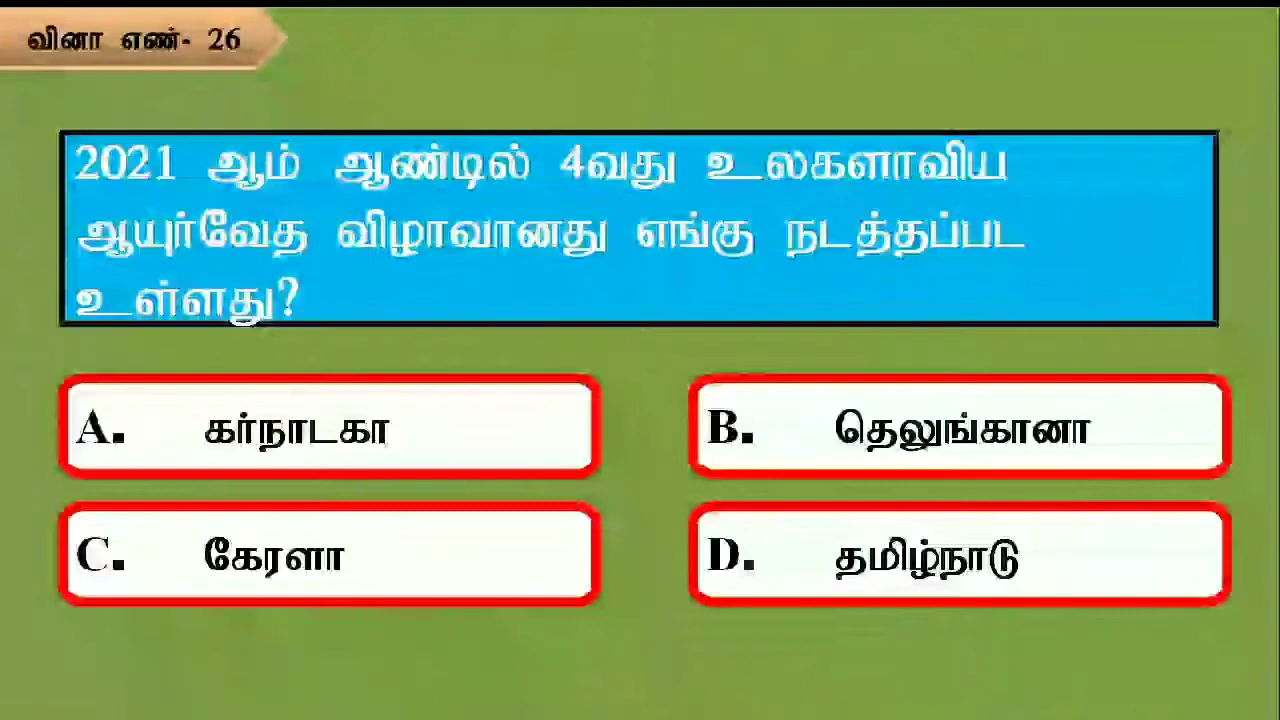 வினா எண்- 26
2021 ஆம் ஆண்டில் 4வது உலகளாவிய
ஆயுர்வேத விழாவானது எங்கு நடத்தப்பட
உள்ளது?
A. கர்நாடகா
B. தெலுங்கானா
C. கேரளா
D. தமிழ்நாடு